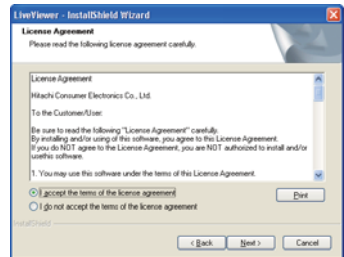 LiveViewer - InstallShield Wizard
License Agreement
Please read the following license agreement carefully.
License Agreement
Hitachi Consumer Electronics Co., Ltd.
To the Customer/User:
Be sure to read the following "License Agreement" carefully.
By installing and/or using of this software, you agree to this License Agreement.
If you do NOT agree to the License Agreement, you are NOT authorized to install and/or
usethis software.
1. You may use this software under the terms of this License Agreement.
I accept the terms of the license agreement
Print
I do not accept the terms of the license agreement
InstallShield
< Back
Next >
Cancel